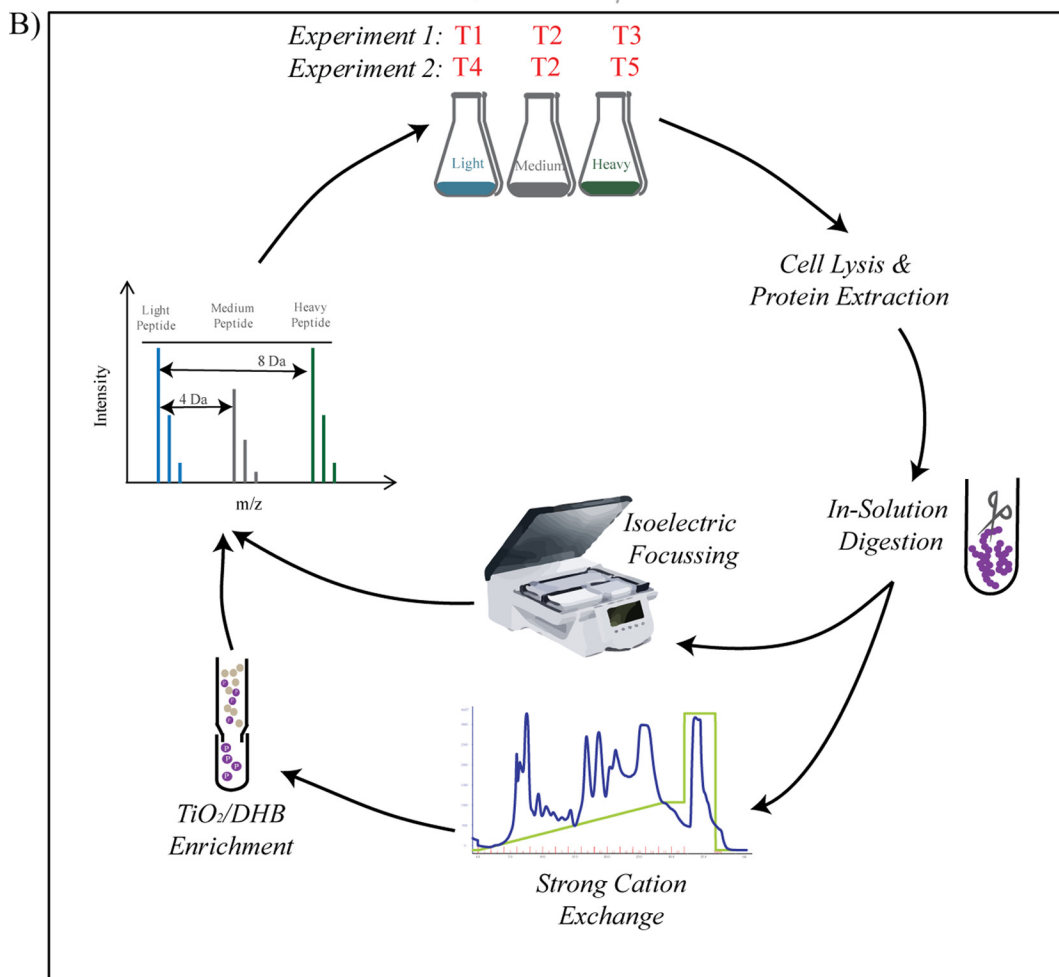 B)
Experiment 1: T1 T2 T3
Experiment 2: T4 T2 T5
Light Medium Heavy
Cell Lysis &
Protein Extraction
In-Solution
Digestion
Isoelectric
Focussing
Strong Cation
Exchange
TiO₂/DHB
Enrichment
P
P
P
P
P
P
P
Light
Peptide
Medium
Peptide
Heavy
Peptide
8 Da
4 Da
Intensity
m/z